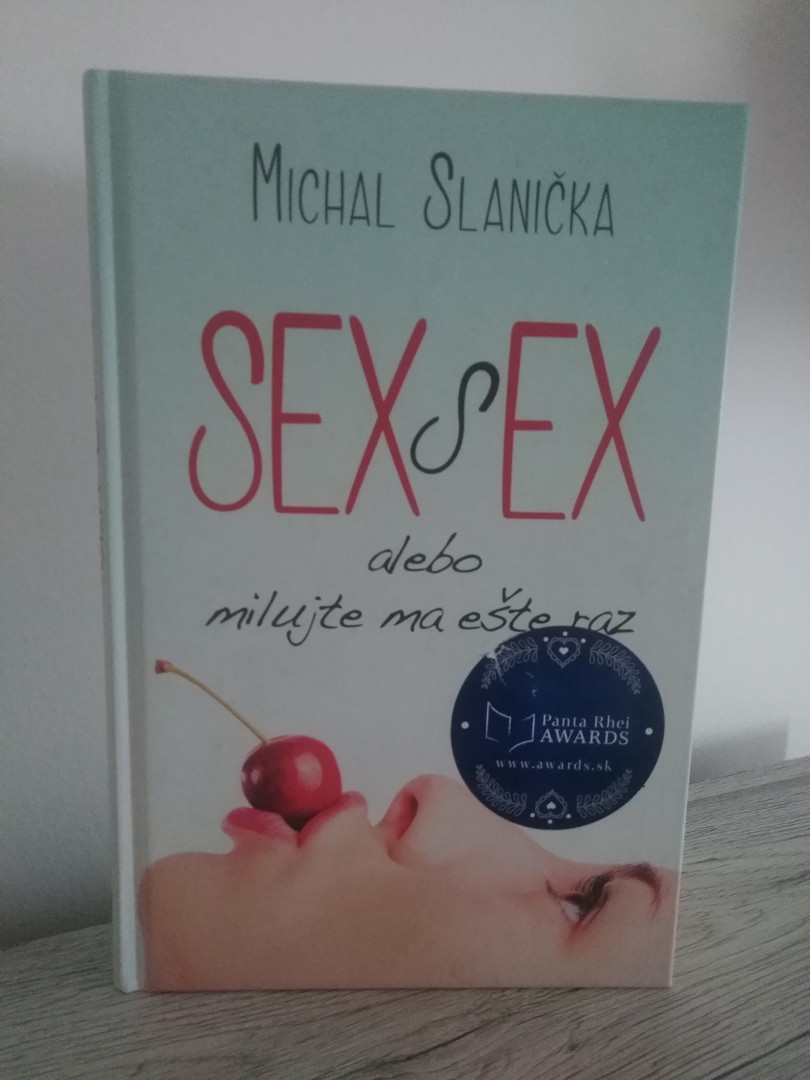 MICHAL SLANIČKA
SEX s EX
alebo
milujte ma ešte raz
Panta Rhei
AWARDS
www.awards.sk